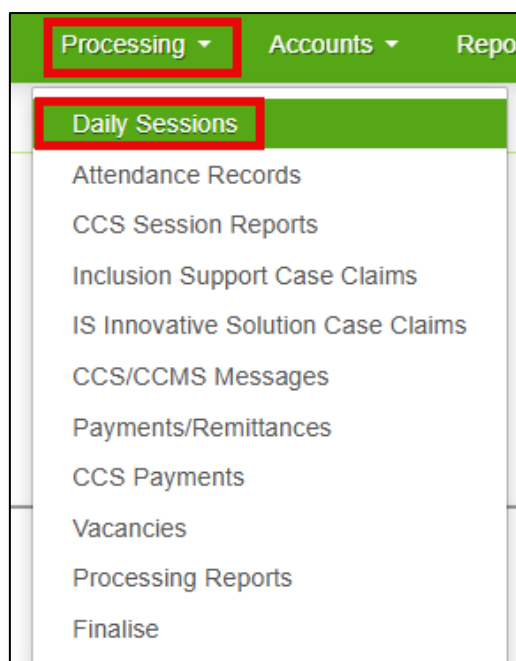 Processing Accounts Repo
Daily Sessions
Attendance Records
CCS Session Reports
Inclusion Support Case Claims
IS Innovative Solution Case Claims
CCS/CCMS Messages
Payments/Remittances
CCS Payments
Vacancies
Processing Reports
Finalise